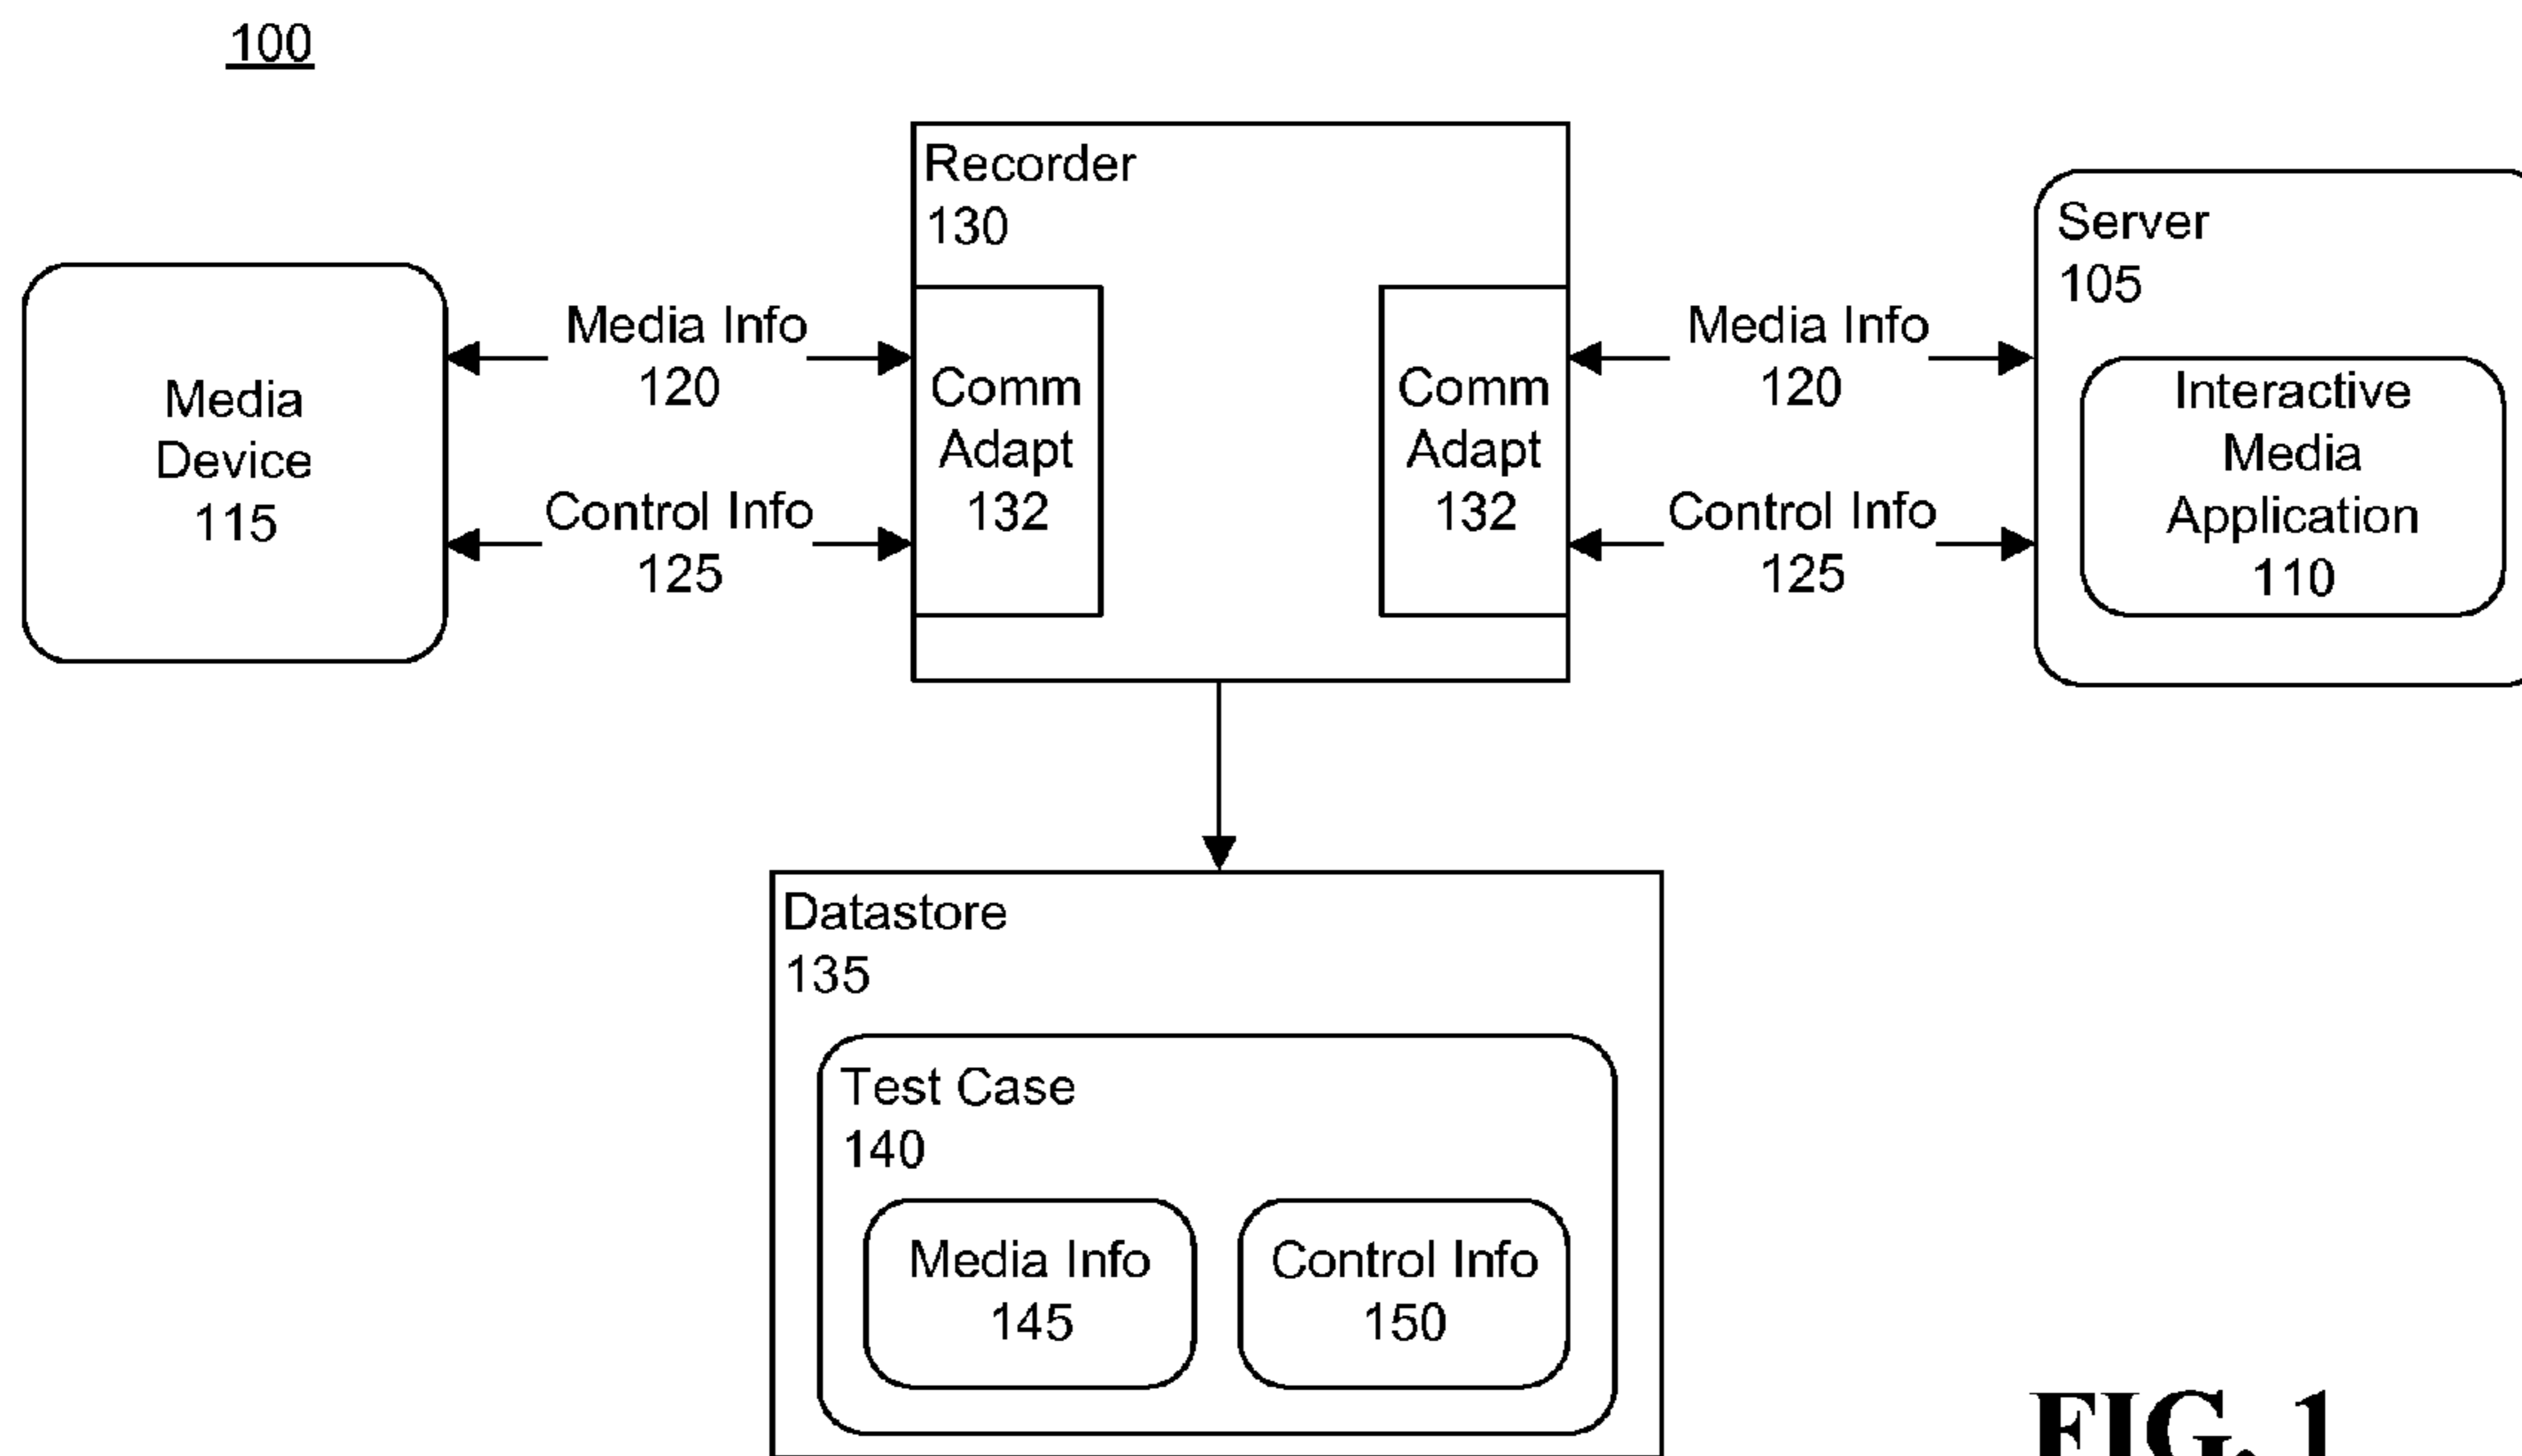 100
Recorder
130
Server
105
Media Info
120
Media Info
120
Media
Device
115
Comm
Adapt
132
Comm
Adapt
132
Interactive
Media
Application
110
Control Info
125
Control Info
125
Datastore
135
Test Case
140
Media Info
145
Control Info
150
FIG. 1